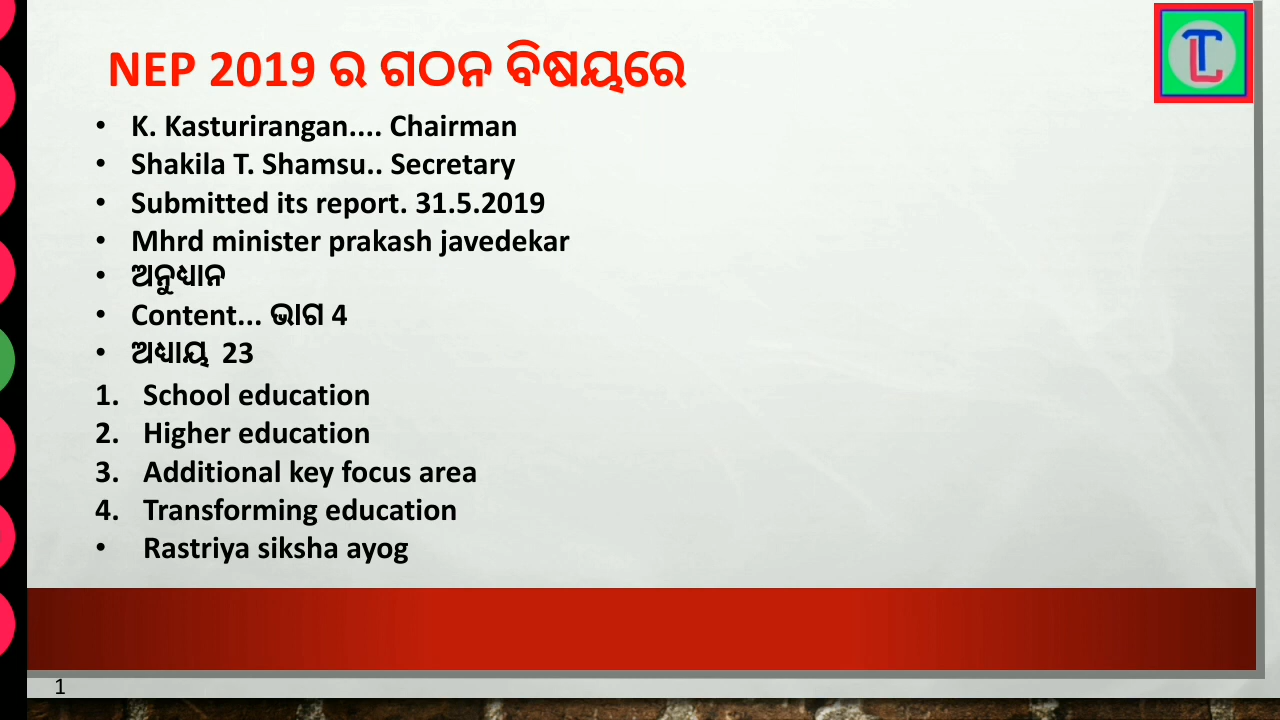 NEP 2019 ର ଗଠନ ବିଷୟରେ
• K. Kasturirangan.... Chairman
• Shakila T. Shamsu.. Secretary
• Submitted its report. 31.5.2019
• Mhrd minister prakash javedekar
• ଅନୁଧ୍ୟାନ
• Content... ଭାଗ 4
• ଅଧ୍ୟାୟ 23
1. School education
2. Higher education
3. Additional key focus area
4. Transforming education
• Rastriya siksha ayog
1